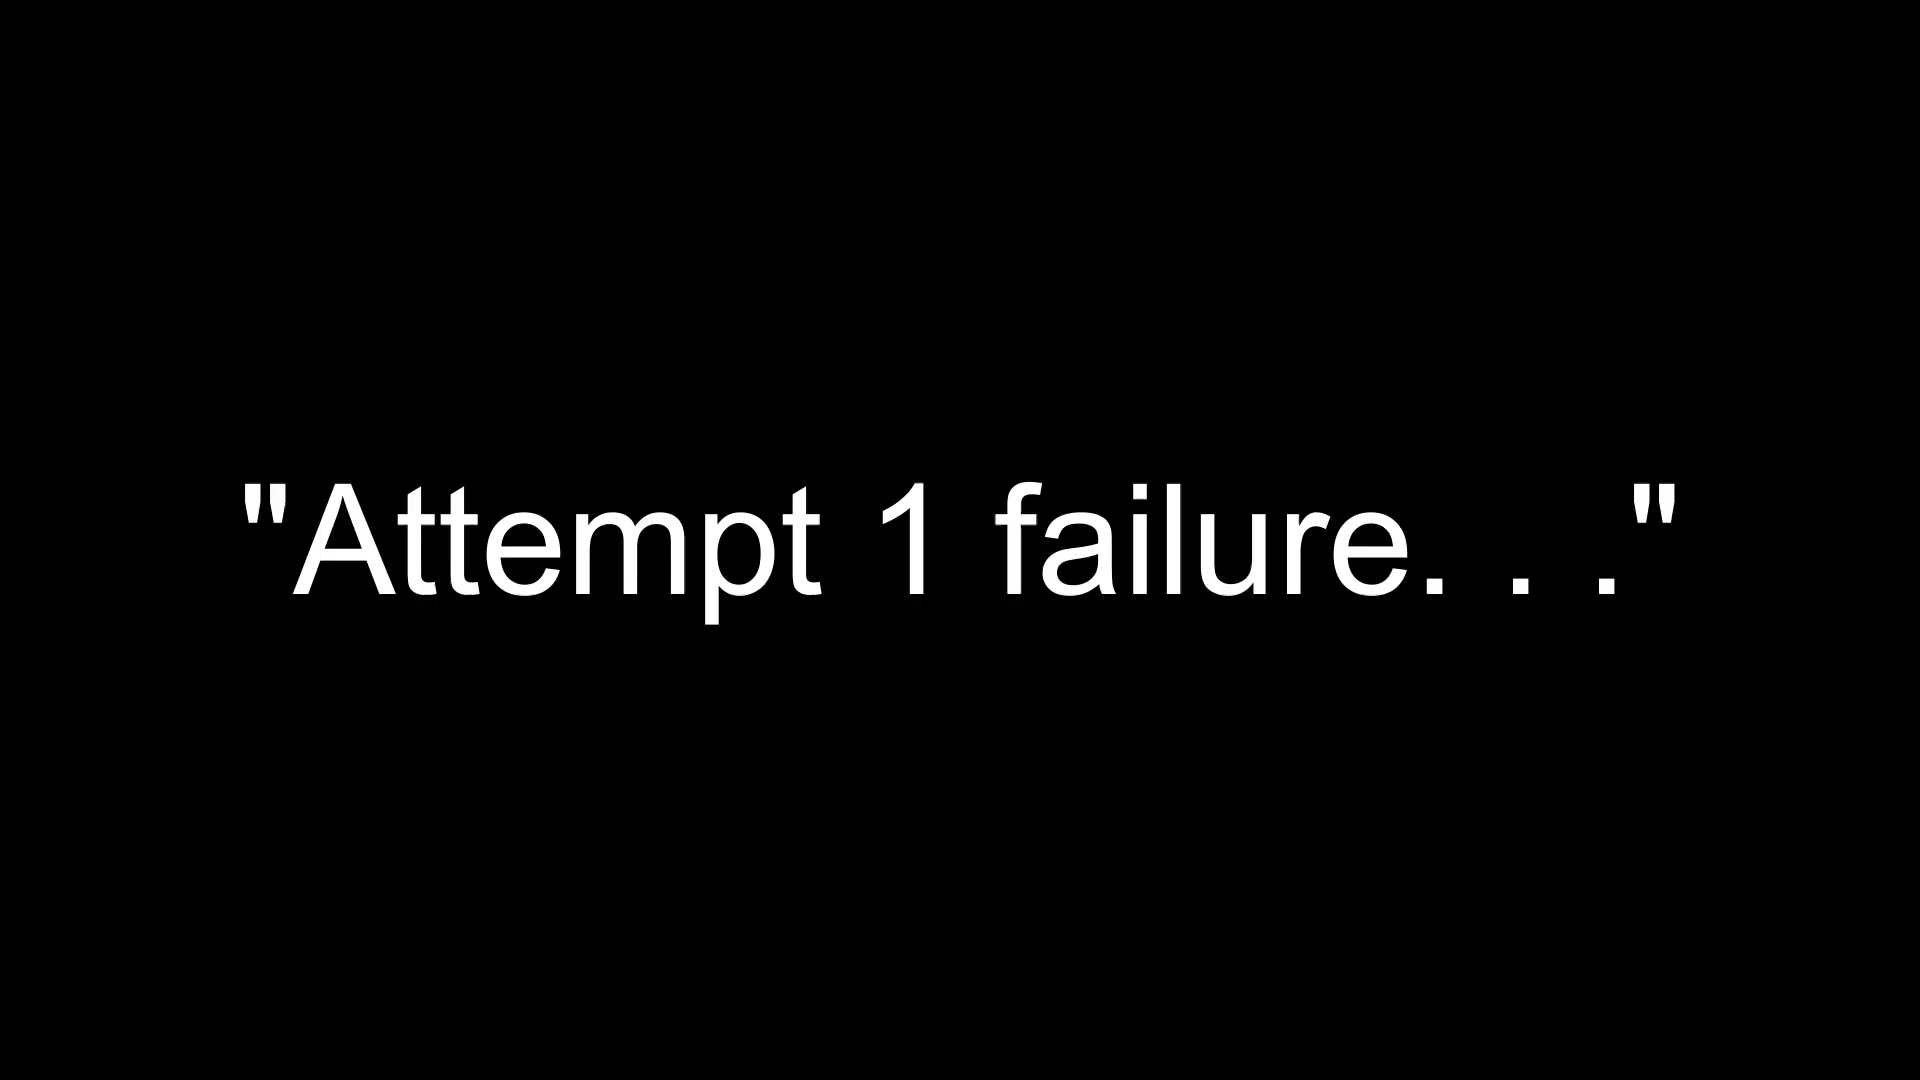 "Attempt 1 failure. . ."